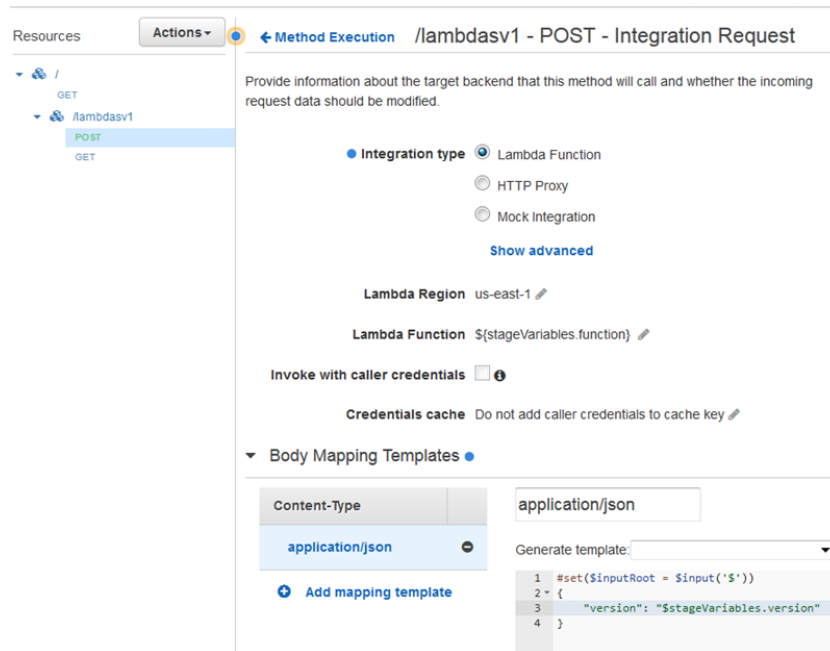 Resources
Actions
Method Execution
/lambdasv1 - POST - Integration Request
/
GET
/lambdasv1
POST
GET
Provide information about the target backend that this method will call and whether the incoming
request data should be modified.
Integration type
Lambda Function
HTTP Proxy
Mock Integration
Show advanced
Lambda Region us-east-1
Lambda Function ${stageVariables.function}
Invoke with caller credentials
Credentials cache Do not add caller credentials to cache key
Body Mapping Templates
Content-Type
application/json
Add mapping template
application/json
Generate template:
1 #set($inputRoot = $input('$'))
2 {
3 "version": "$stageVariables.version"
4 }